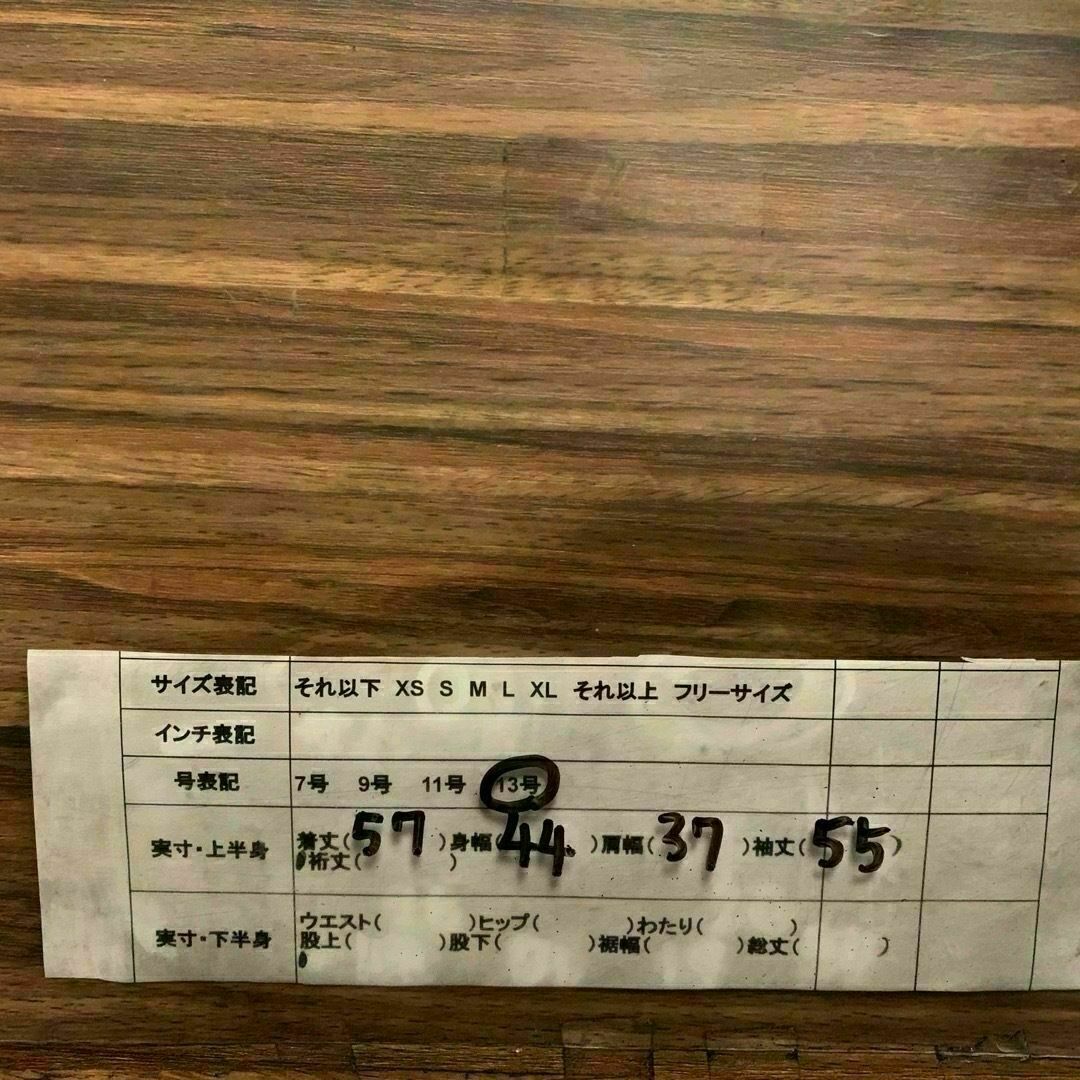 サイズ表記 それ以下 XS S M L XL それ以上 フリーサイズ
インチ表記
号表記 7号 9号 11号 13号
実寸・上半身 着丈(57)身幅(44)肩幅(37)袖丈(55)
裄丈( )
実寸・下半身 ウエスト( )ヒップ( )わたり( )
股上( )股下( )裾幅( )総丈( )